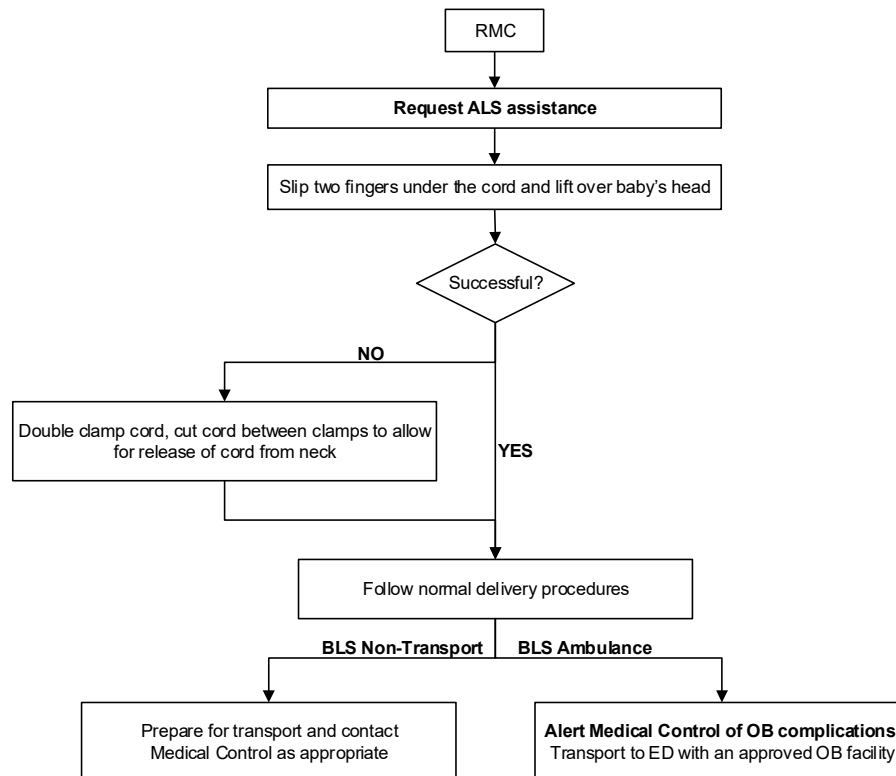 RMC
Request ALS assistance
Slip two fingers under the cord and lift over baby’s head
Successful?
NO
Double clamp cord, cut cord between clamps to allow
for release of cord from neck
YES
Follow normal delivery procedures
BLS Non-Transport
BLS Ambulance
Prepare for transport and contact
Medical Control as appropriate
Alert Medical Control of OB complications
Transport to ED with an approved OB facility